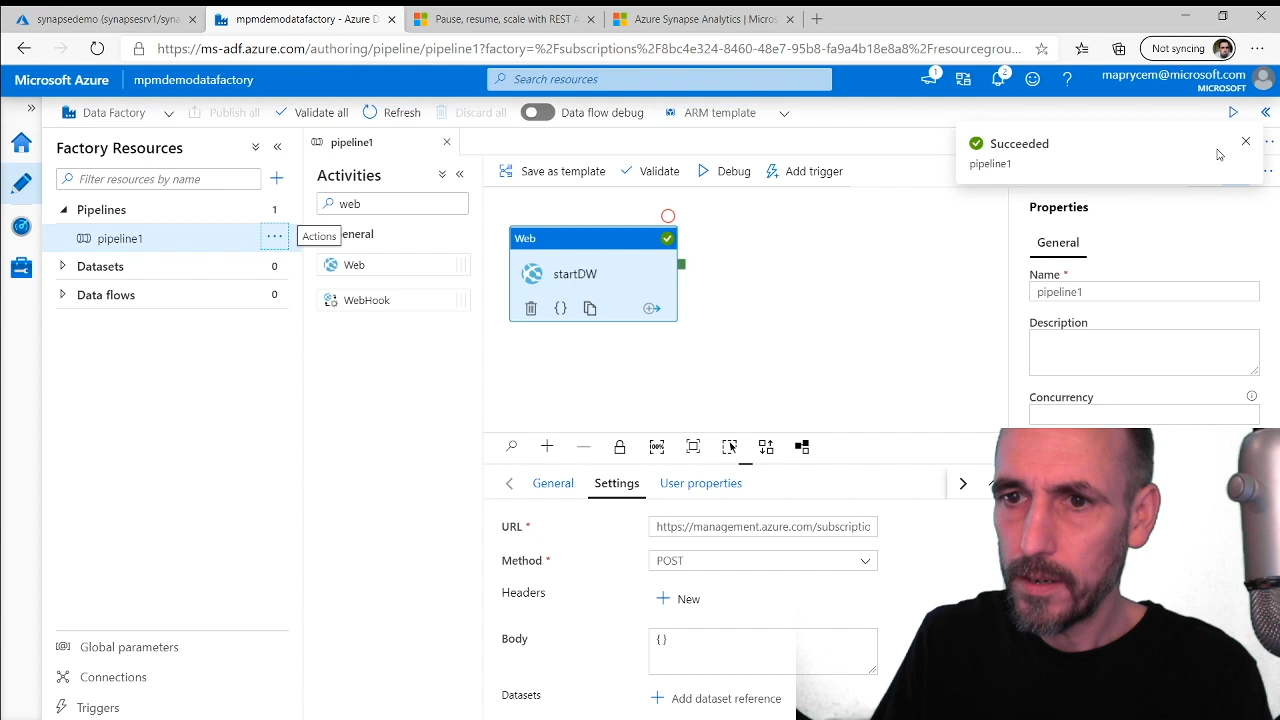 synapsedemo (synapsesrv1/syna
mpmdemodatafactory - Azure D
Pause, resume, scale with REST A
Azure Synapse Analytics | Micros
https://ms-adf.azure.com/authoring/pipeline/pipeline1?factory=%2Fsubscriptions%2F8bc4e324-8460-48e7-95b8-fa9a4b18e8a8%2Fresourcegrou...
Not syncing
Microsoft Azure
mpmdemodatafactory
Search resources
1
2
maprycem@microsoft.com
MICROSOFT
Data Factory
Publish all
Validate all
Refresh
Discard all
Data flow debug
ARM template
Factory Resources
Filter resources by name
Pipelines
1
pipeline1
Actions
Datasets
0
Data flows
0
Global parameters
Connections
Triggers
pipeline1
Activities
web
eneral
Web
WebHook
Save as template
Validate
Debug
Add trigger
Succeeded
pipeline1
Web
startDW
{}
100%
Properties
General
Name *
pipeline1
Description
Concurrency
General
Settings
User properties
URL *
https://management.azure.com/subscriptio
Method *
POST
Headers
New
Body
{ }
Datasets
Add dataset reference